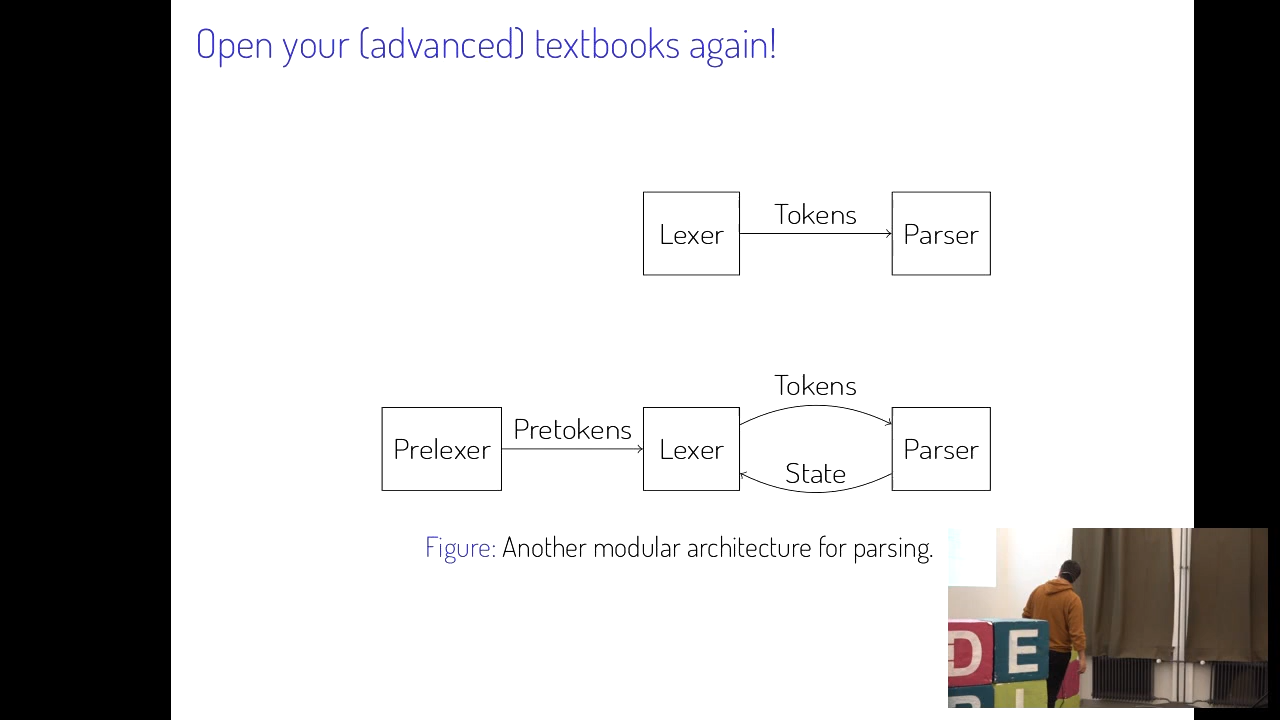 Open your (advanced) textbooks again!
Tokens
Lexer
Parser
Tokens
Pretokens
Prelexer
Lexer
Parser
State
Figure: Another modular architecture for parsing.
D E